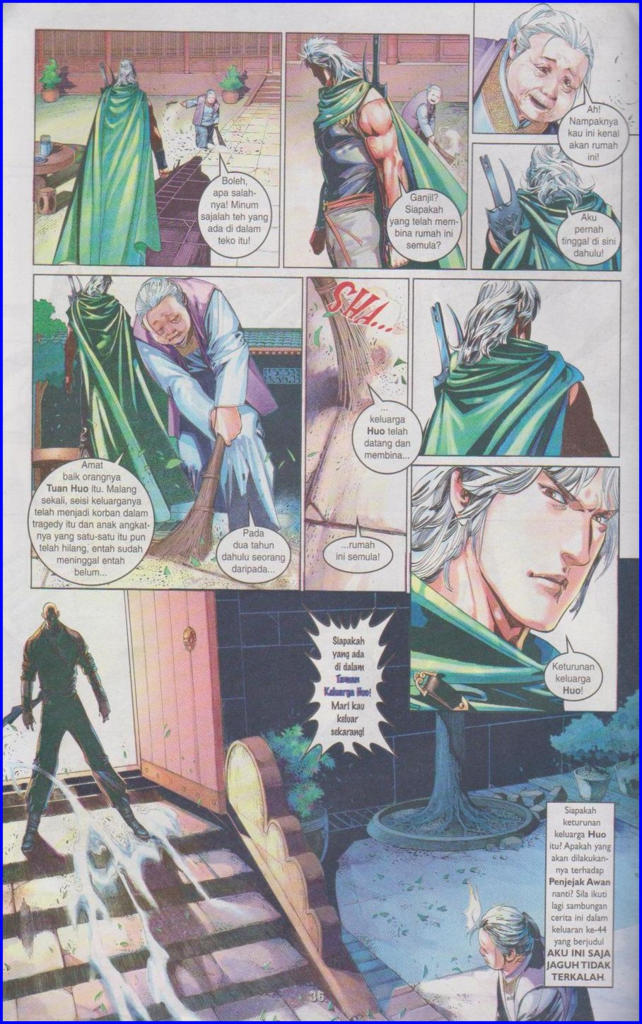 Boleh,
apa salah-
nya! Minum
sajalah teh yang
ada di dalam
teko itu!
Ganjil?
Siapakah
yang telah mem-
bina rumah ini
semula?
Ah!
Nampaknya
kau ini kenal
akan rumah
ini!
Aku
pernah
tinggal di sini
dahulu!
Amat
baik orangnya
Tuan Huo itu. Malang
sekali, seisi keluarganya
telah menjadi korban dalam
tragedy itu dan anak angkat-
nya yang satu-satu itu pun
telah hilang, entah sudah
meninggal entah
belum...
Pada
dua tahun
dahulu seorang
daripada...
SHA...
...
keluarga
Huo telah
datang dan
membina...
...rumah
ini semula!
Keturunan
keluarga
Huo!
Siapakah
yang ada
di dalam
Taman
Keluarga Huo!
Mari kau
keluar
sekarang!
Siapakah
keturunan
keluarga Huo
itu? Apakah yang
akan dilakukan-
nya terhadap
Penjejak Awan
nanti? Sila ikuti
lagi sambungan
cerita ini dalam
keluaran ke-44
yang berjudul
AKU INI SAJA
JAGUH TIDAK
TERKALAH.
36